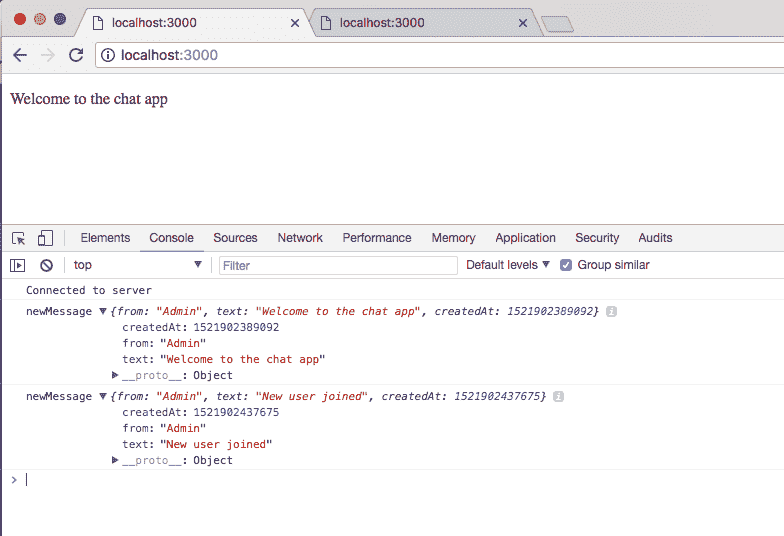 localhost:3000 localhost:3000
localhost:3000
Welcome to the chat app
Elements Console Sources Network Performance Memory Application Security Audits
top Filter Default levels Group similar
Connected to server
newMessage {from: "Admin", text: "Welcome to the chat app", createdAt: 1521902389092}
createdAt: 1521902389092
from: "Admin"
text: "Welcome to the chat app"
__proto__: Object
newMessage {from: "Admin", text: "New user joined", createdAt: 1521902437675}
createdAt: 1521902437675
from: "Admin"
text: "New user joined"
__proto__: Object
>